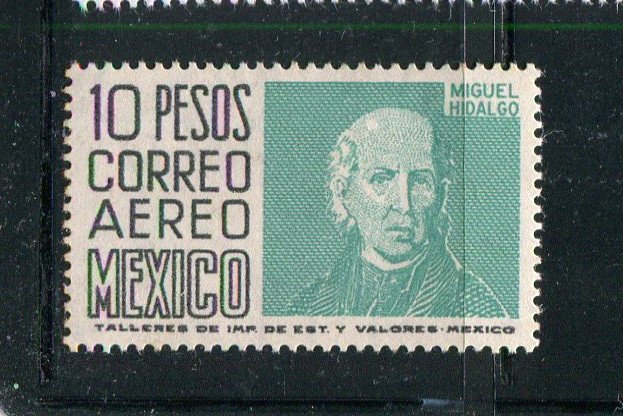 10 PESOS
CORREO
AEREO
MEXICO
MIGUEL
HIDALGO
TALLERES DE IMP. DE EST. Y VALORES-MEXICO